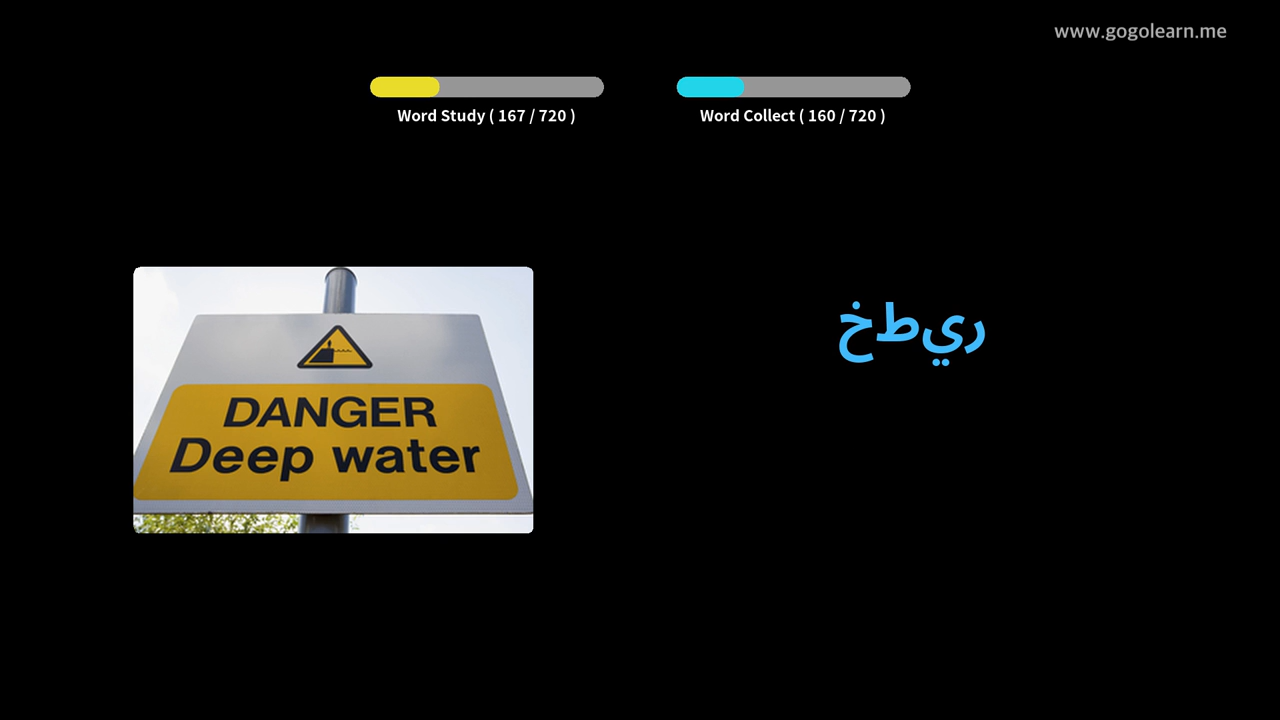 www.gogolearn.me
Word Study ( 167 / 720 )
Word Collect ( 160 / 720 )
ريطخ
DANGER
Deep water